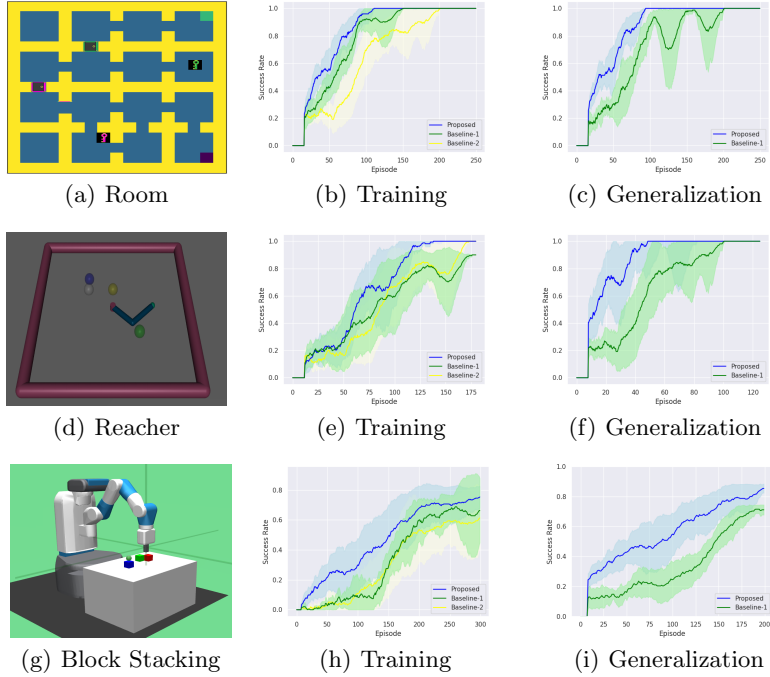 1.0
0.8
0.6
0.4
0.2
0.0
Success Rate
Proposed
Baseline-1
Baseline-2
0 50 100 150 200 250
Episode
1.0
0.8
0.6
0.4
0.2
0.0
Success Rate
Proposed
Baseline-1
0 50 100 150 200 250
Episode
(a) Room (b) Training (c) Generalization
1.0
0.8
0.6
0.4
0.2
0.0
Success Rate
Proposed
Baseline-1
Baseline-2
0 25 50 75 100 125 150 175
Episode
1.0
0.8
0.6
0.4
0.2
0.0
Success Rate
Proposed
Baseline-1
0 20 40 60 80 100 120
Episode
(d) Reacher (e) Training (f) Generalization
1.0
0.8
0.6
0.4
0.2
0.0
Success Rate
Proposed
Baseline-1
Baseline-2
0 50 100 150 200 250 300
Episode
1.0
0.8
0.6
0.4
0.2
0.0
Success Rate
Proposed
Baseline-1
0 25 50 75 100 125 150 175 200
Episode
(g) Block Stacking (h) Training (i) Generalization